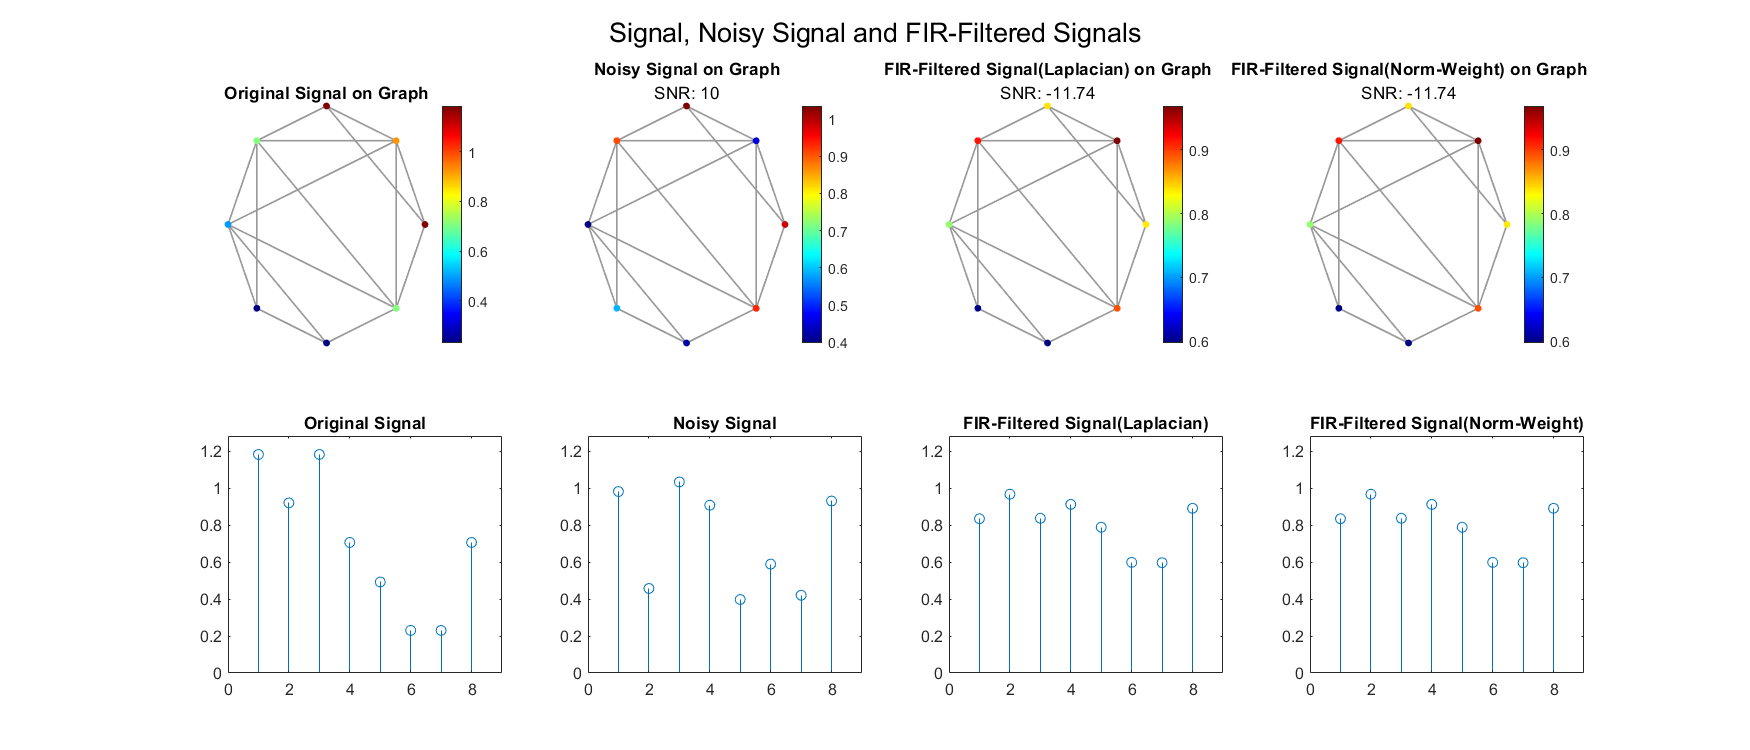 Signal, Noisy Signal and FIR-Filtered Signals
Original Signal on Graph
1
0.8
0.6
0.4
Noisy Signal on Graph
SNR: 10
1
0.9
0.8
0.7
0.6
0.5
0.4
FIR-Filtered Signal(Laplacian) on Graph
SNR: -11.74
0.9
0.8
0.7
0.6
FIR-Filtered Signal(Norm-Weight) on Graph
SNR: -11.74
0.9
0.8
0.7
0.6
Original Signal
1.2
1
0.8
0.6
0.4
0.2
0
0 2 4 6 8
Noisy Signal
1.2
1
0.8
0.6
0.4
0.2
0
0 2 4 6 8
FIR-Filtered Signal(Laplacian)
1.2
1
0.8
0.6
0.4
0.2
0
0 2 4 6 8
FIR-Filtered Signal(Norm-Weight)
1.2
1
0.8
0.6
0.4
0.2
0
0 2 4 6 8